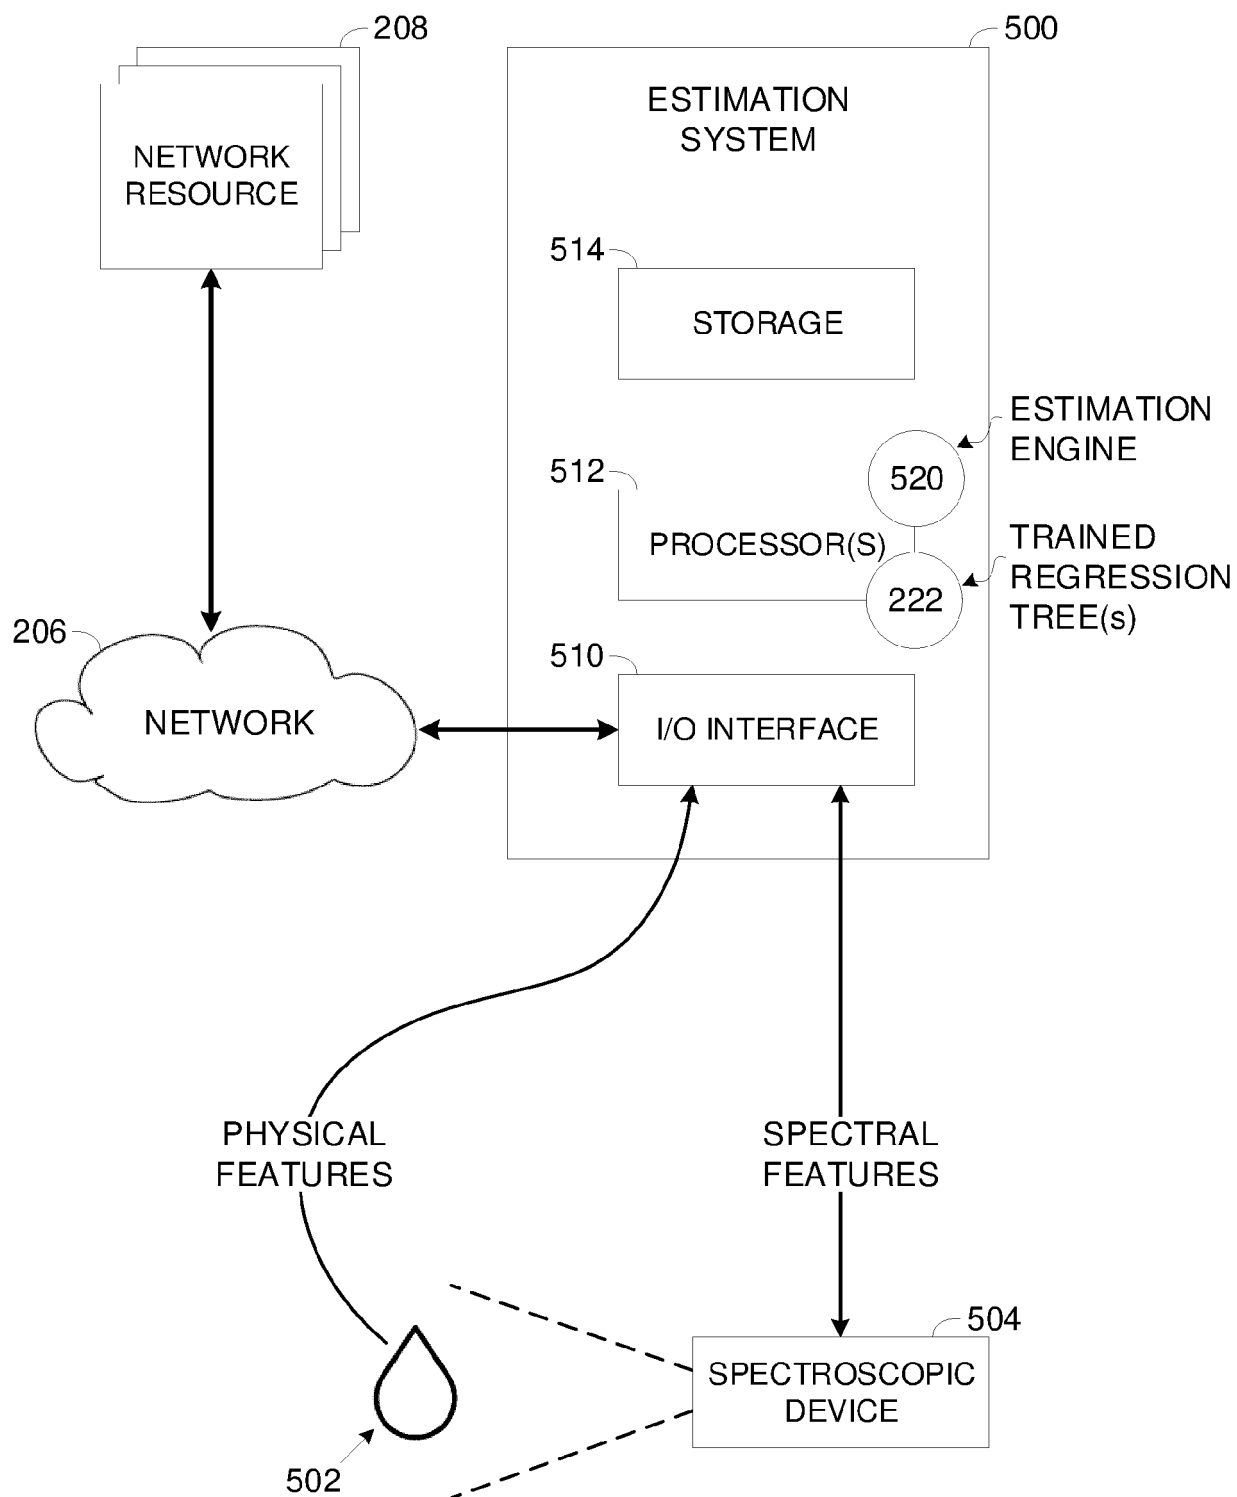 208
500
ESTIMATION
SYSTEM
NETWORK
RESOURCE
514
STORAGE
ESTIMATION
ENGINE
512
520
PROCESSOR(S)
TRAINED
REGRESSION
TREE(s)
222
206
510
NETWORK
I/O INTERFACE
PHYSICAL
FEATURES
SPECTRAL
FEATURES
504
SPECTROSCOPIC
DEVICE
502